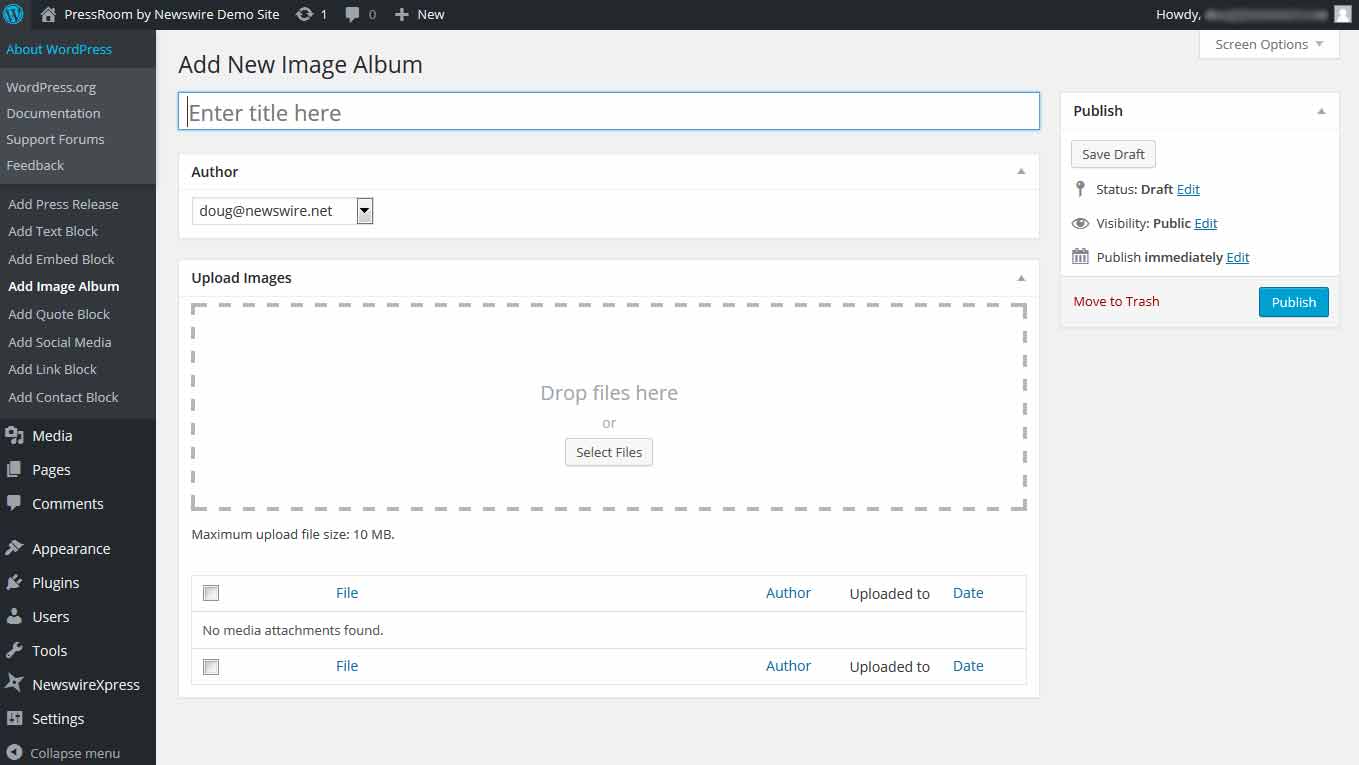 PressRoom by Newswire Demo Site 1 0 New Howdy,
Screen Options
About WordPress
WordPress.org
Documentation
Support Forums
Feedback
Add Press Release
Add Text Block
Add Embed Block
Add Image Album
Add Quote Block
Add Social Media
Add Link Block
Add Contact Block
Media
Pages
Comments
Appearance
Plugins
Users
Tools
NewswireXpress
Settings
Collapse menu
Add New Image Album
Enter title here
Author
doug@newswire.net
Upload Images
Drop files here
or
Select Files
Maximum upload file size: 10 MB.
File Author Uploaded to Date
No media attachments found.
File Author Uploaded to Date
Publish
Save Draft
Status: Draft Edit
Visibility: Public Edit
Publish immediately Edit
Move to Trash Publish